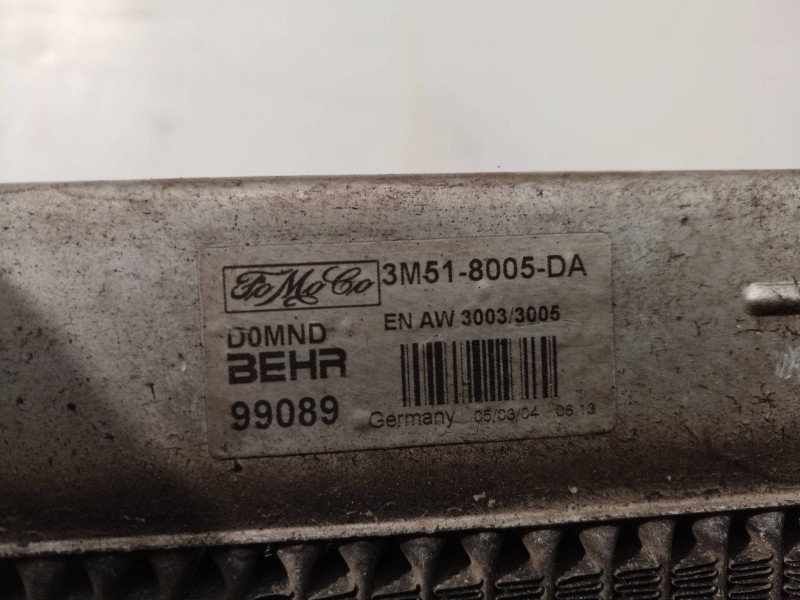 FoMoCo 3M51-8005-DA
EN AW 3003/3005
D0MND
BEHR
99089
Germany 05/03/04 06:13